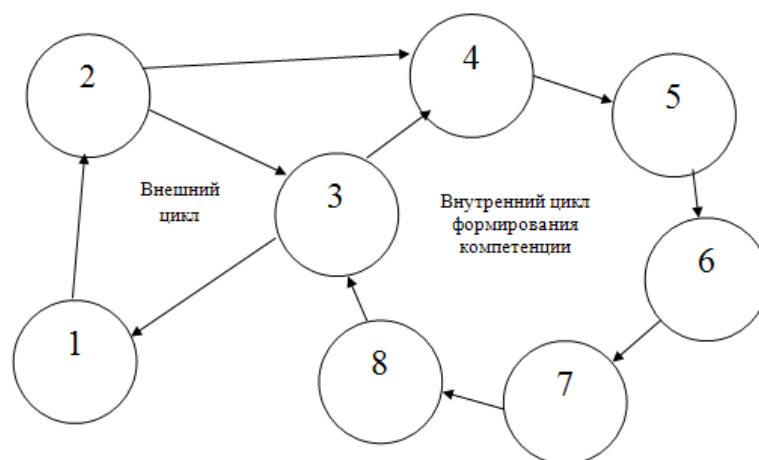 2
4
5
Внешний
цикл
3
Внутренний цикл
формирования
компетенции
6
1
8
7